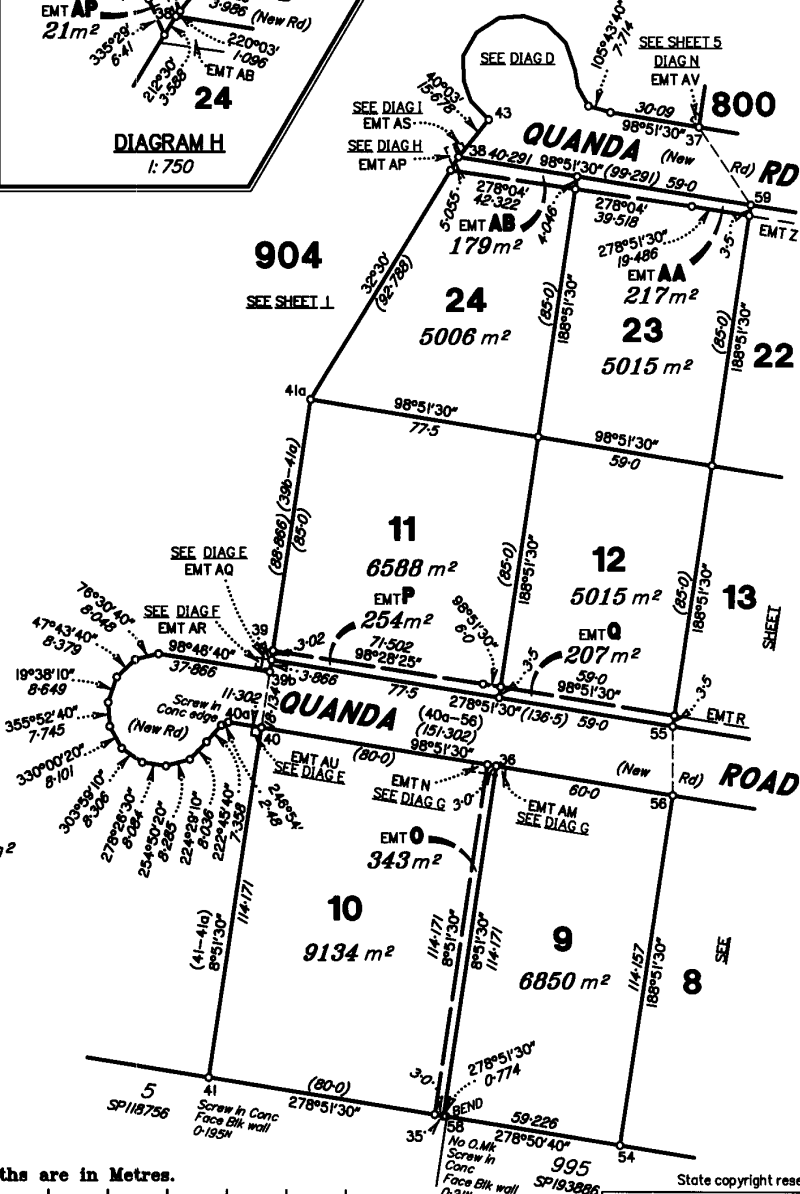 EMT AP
21m²
38
3·986 (New Rd)
335°29'
6·41
220°03'
1·096
EMT AB
212°30'
3·588
24
DIAGRAM H
1: 750
SEE DIAG D
105°43'40"
7·714
SEE SHEET 5
DIAG N
EMT AV
800
40°03'
15·678
43
30·09
98°51'30"
37
SEE DIAG I
EMT AS
SEE DIAG H
EMT AP
QUANDA
(New
Rd)
RD
38
40·291
98°51'30"
(99·291)
59·0
59
278°04'
42·322
5·055
4·046
278°04'
39·518
278°51'30"
19·486
3·5
EMT Z
EMT AB
179m²
EMT AA
217m²
904
SEE SHEET 1
32°30'
(92·788)
24
5006 m²
(85·0)
188°51'30"
23
5015 m²
(85·0)
188°51'30"
22
41a
98°51'30"
77·5
98°51'30"
59·0
(88·866) (39b-41a)
(85·0)
11
6588 m²
(85·0)
188°51'30"
12
5015 m²
(85·0)
188°51'30"
13
SHEET
SEE DIAG E
EMT AQ
EMT P
254m²
98°51'30"
6·0
EMT Q
207m²
76°30'40"
8·048
SEE DIAG F
EMT AR
39
3·02
71·502
98°28'25"
3·5
59·0
98°51'30"
3·5
47°43'40"
8·379
98°46'40"
37·866
39b
3·866
77·5
278°51'30"
(136·5)
59·0
55
EMT R
19°38'10"
8·649
Screw in
Conc edge
11·302
18·134
QUANDA
(40a-56)
(151·302)
355°52'40"
7·745
(New Rd)
40a
40
(80·0)
98°51'30"
36
(New
Rd)
ROAD
330°00'20"
8·101
EMT AU
SEE DIAG E
EMT N
SEE DIAG G
3·0
60·0
56
EMT AM
SEE DIAG G
303°59'10"
8·306
278°26'30"
8·084
254°50'20"
8·285
224°29'10"
8·036
222°45'40"
7·358
246°54'
2·48
EMT O
343m²
10
9134 m²
(41-41a)
8°51'30"
114·171
114·171
8°51'30"
8°51'30"
114·171
9
6850 m²
114·157
188°51'30"
8
SEE
278°51'30"
0·774
3·0
41
(80·0)
278°51'30"
35
BEND
58
59·226
278°50'40"
54
5
SP118756
Screw in Conc
Face Blk wall
0·195N
No O.Mk
Screw in
Conc
Face Blk wall
995
SP193886
ths are in Metres.
State copyright rese